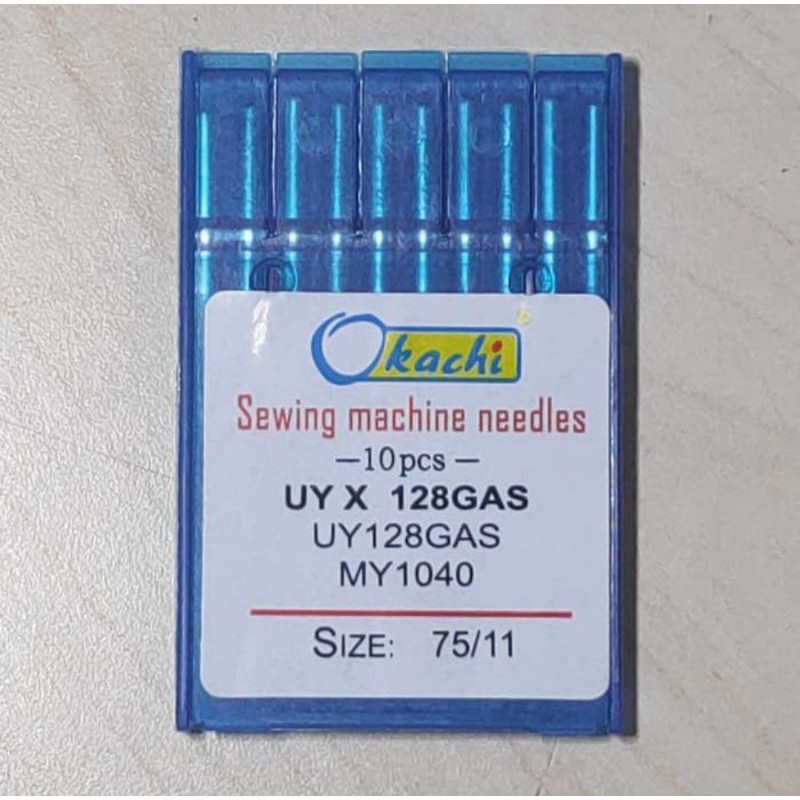 Okachi
Sewing machine needles
—10pcs—
UY X 128GAS
UY128GAS
MY1040
SIZE: 75/11